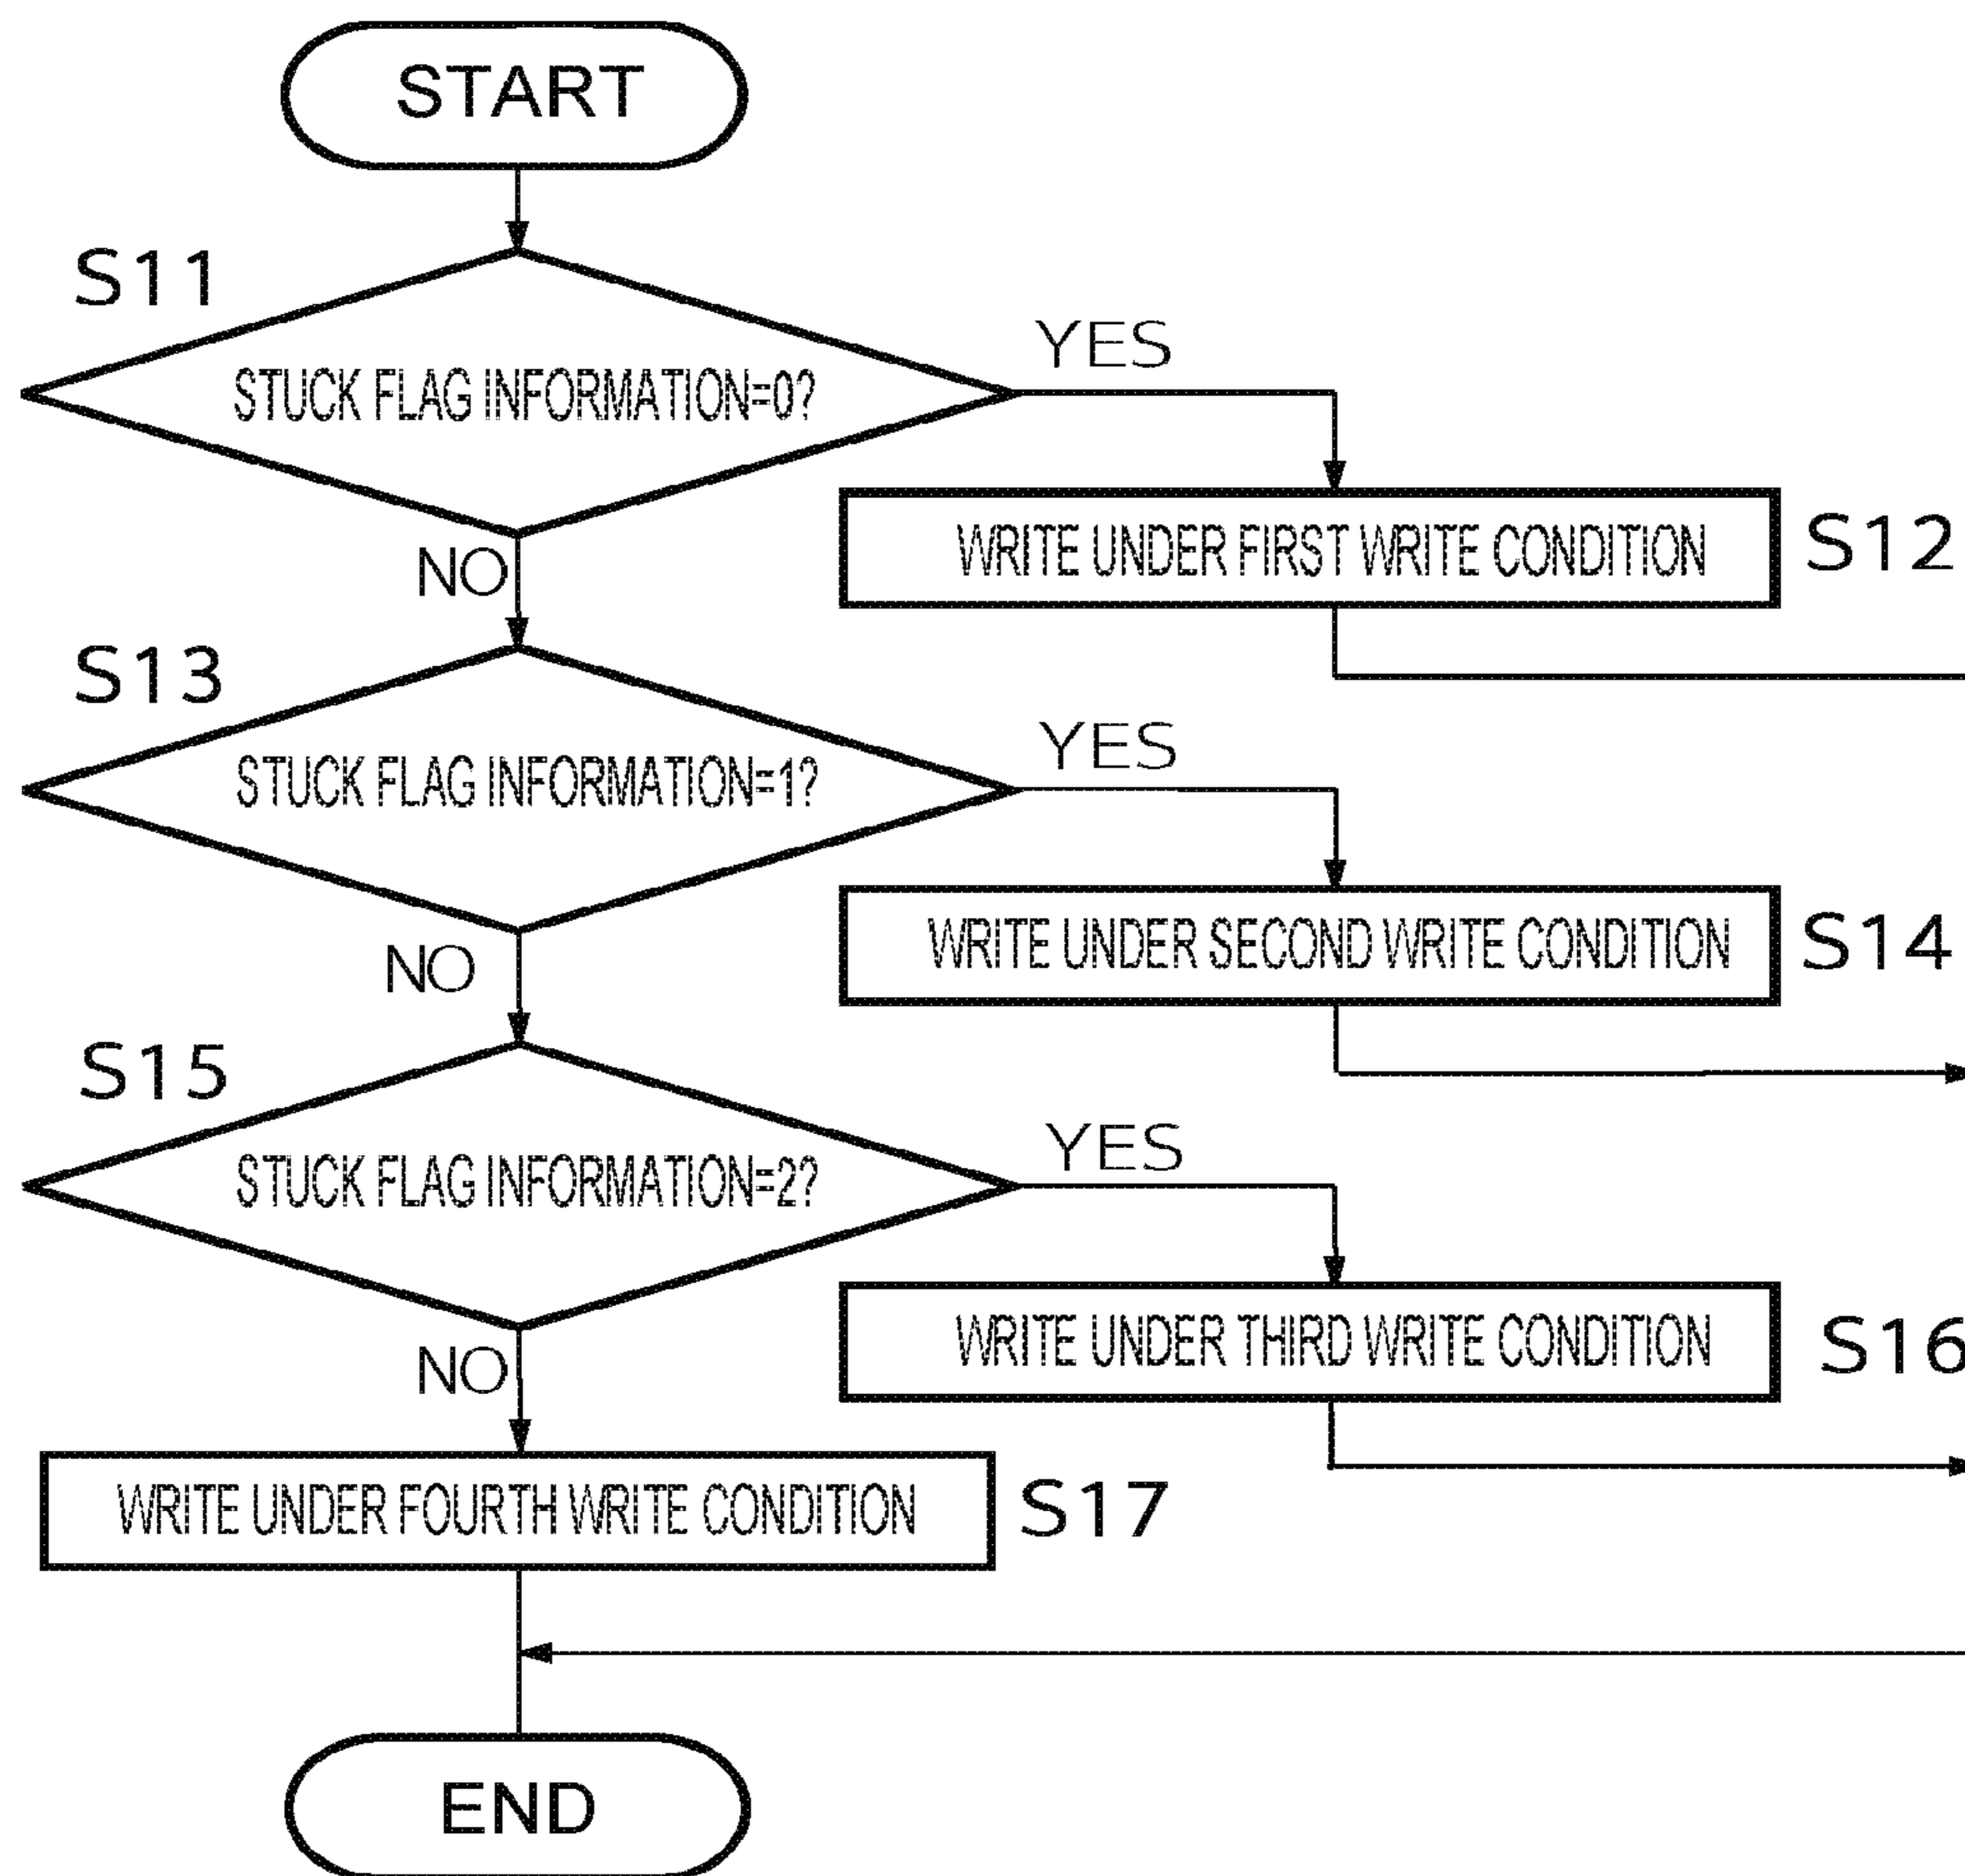 START
S11
YES
STUCK FLAG INFORMATION=0?
WRITE UNDER FIRST WRITE CONDITION
S12
NO
S13
YES
STUCK FLAG INFORMATION=1?
WRITE UNDER SECOND WRITE CONDITION
S14
NO
S15
YES
STUCK FLAG INFORMATION=2?
WRITE UNDER THIRD WRITE CONDITION
S16
NO
WRITE UNDER FOURTH WRITE CONDITION
S17
END